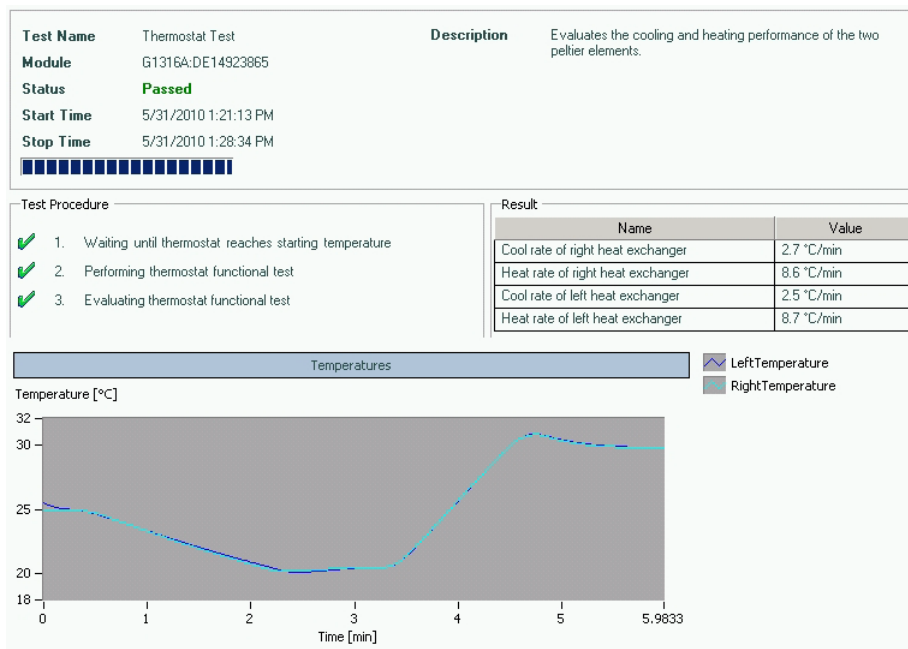 Test Name Thermostat Test
Description Evaluates the cooling and heating performance of the two
peltier elements.
Module G1316A:DE14923865
Status Passed
Start Time 5/31/2010 1:21:13 PM
Stop Time 5/31/2010 1:28:34 PM
Test Procedure
1. Waiting until thermostat reaches starting temperature
2. Performing thermostat functional test
3. Evaluating thermostat functional test
Result
Name Value
Cool rate of right heat exchanger 2.7 °C/min
Heat rate of right heat exchanger 8.6 °C/min
Cool rate of left heat exchanger 2.5 °C/min
Heat rate of left heat exchanger 8.7 °C/min
Temperatures
LeftTemperature
RightTemperature
Temperature [°C]
32
30
25
20
18
0 1 2 3 4 5 5.9833
Time [min]